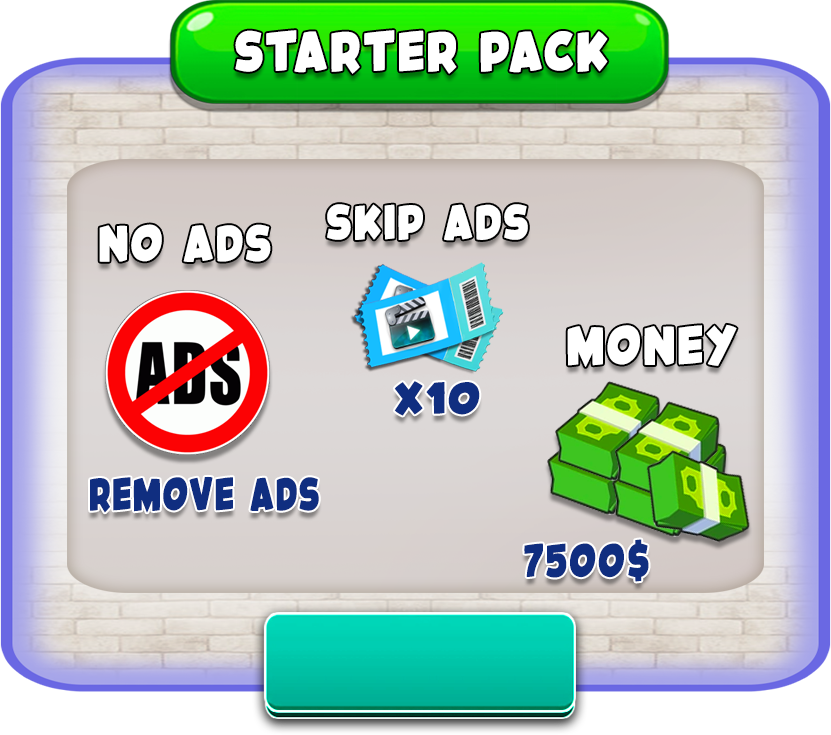 STARTER PACK
NO ADS
ADS
REMOVE ADS
SKIP ADS
X10
MONEY
7500$